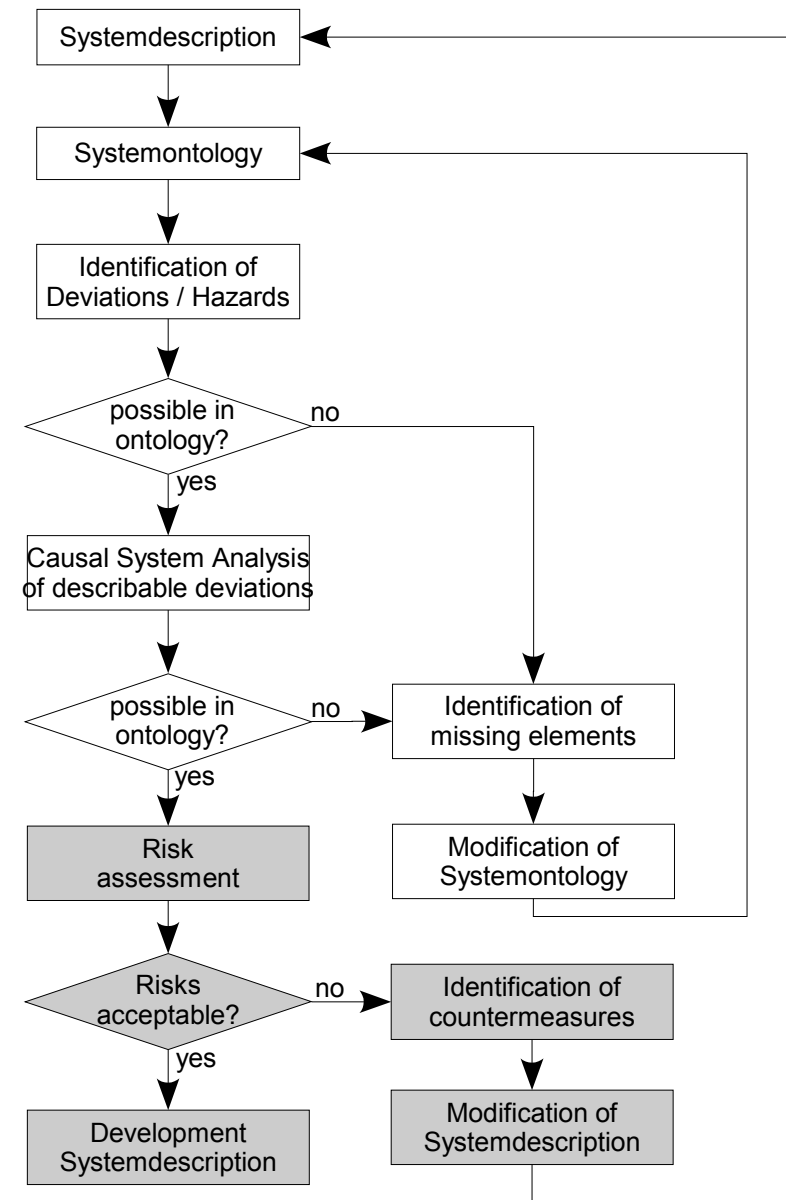 Systemdescription
Systemontology
Identification of
Deviations / Hazards
possible in
ontology?
no
yes
Causal System Analysis
of describable deviations
possible in
ontology?
no
yes
Identification of
missing elements
Risk
assessment
Modification of
Systemontology
Risks
acceptable?
no
yes
Identification of
countermeasures
Development
Systemdescription
Modification of
Systemdescription